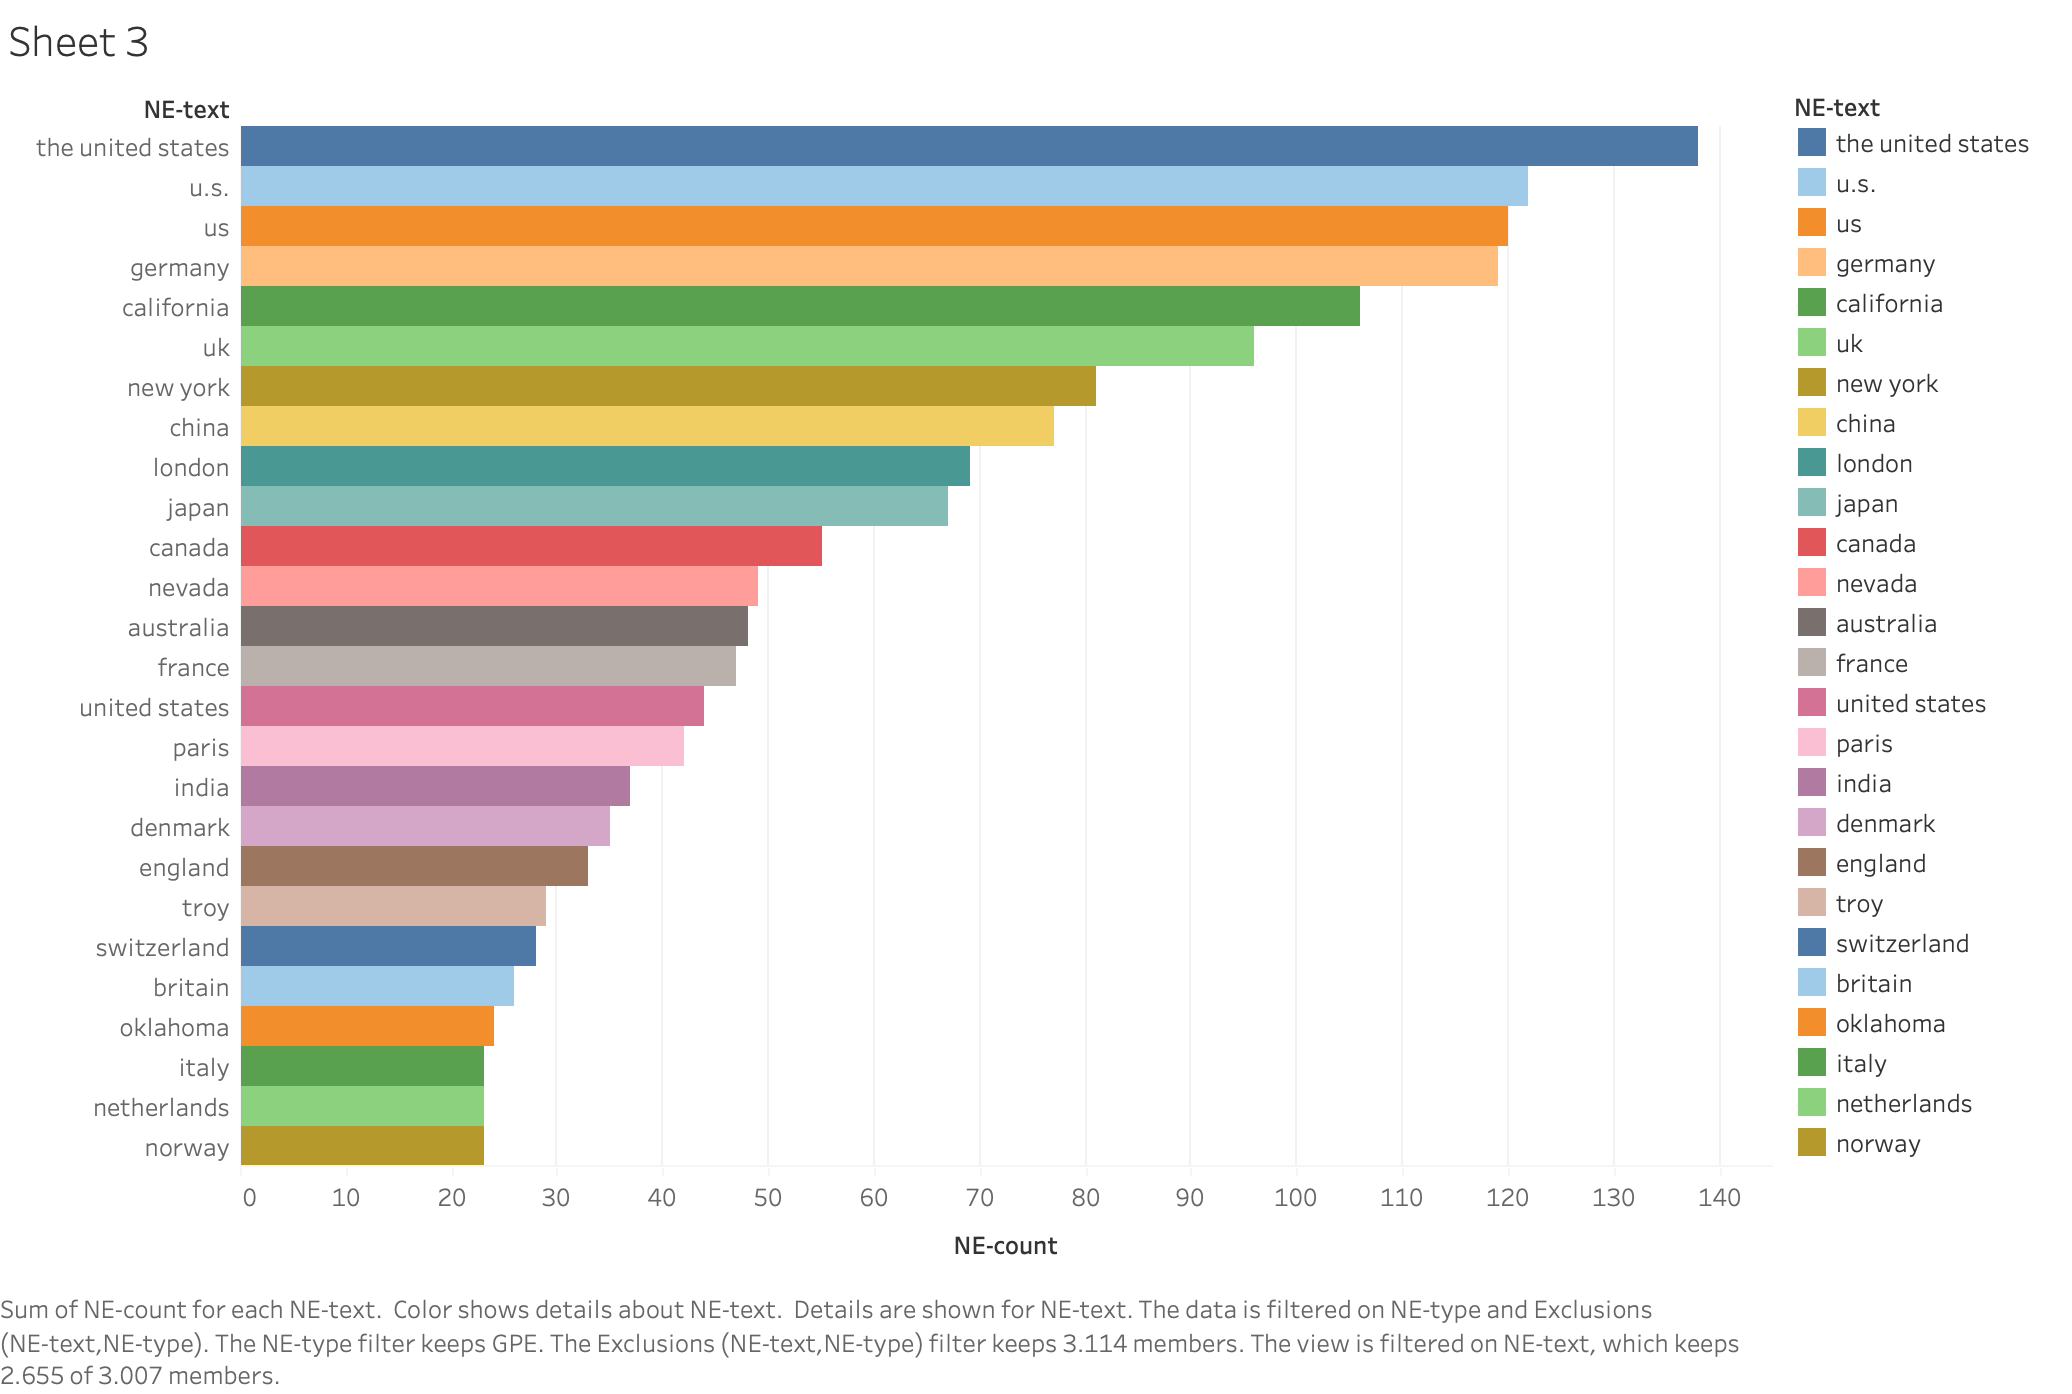 Sheet 3
NE-text
the united states
u.s.
us
germany
california
uk
new york
china
london
japan
canada
nevada
australia
france
united states
paris
india
denmark
england
troy
switzerland
britain
oklahoma
italy
netherlands
norway
0 10 20 30 40 50 60 70 80 90 100 110 120 130 140
NE-count
NE-text
the united states
u.s.
us
germany
california
uk
new york
china
london
japan
canada
nevada
australia
france
united states
paris
india
denmark
england
troy
switzerland
britain
oklahoma
italy
netherlands
norway
Sum of NE-count for each NE-text.  Color shows details about NE-text.  Details are shown for NE-text. The data is filtered on NE-type and Exclusions
(NE-text,NE-type). The NE-type filter keeps GPE. The Exclusions (NE-text,NE-type) filter keeps 3.114 members. The view is filtered on NE-text, which keeps
2.655 of 3.007 members.